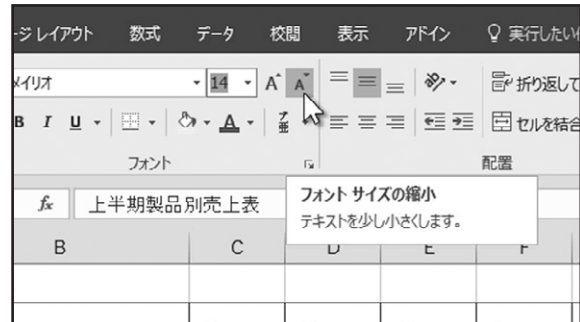 ージ レイアウト 数式 データ 校閲 表示 アドイン 実行したい
メイリオ 14 A A 折り返して
B I U A ア亜 セルを結合
フォント 配置
フォント サイズの縮小
テキストを少し小さくします。
fx 上半期製品別売上表
B C D E F